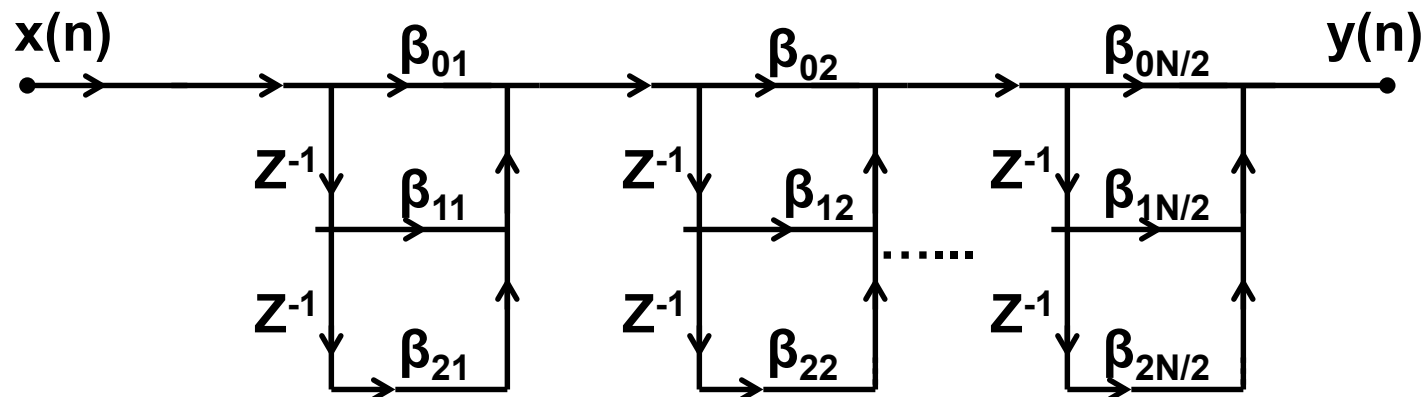 x(n) β₀₁ β₀₂ β₀N/₂ y(n)
Z⁻¹ β₁₁ Z⁻¹ β₁₂ Z⁻¹ β₁N/₂
......
Z⁻¹ β₂₁ Z⁻¹ β₂₂ Z⁻¹ β₂N/₂